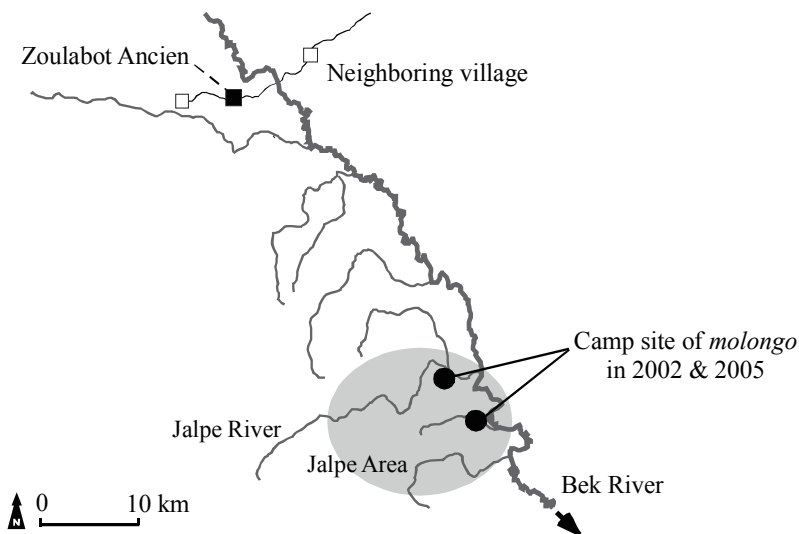 Zoulabot Ancien
Neighboring village
Camp site of molongo
in 2002 & 2005
Jalpe River
Jalpe Area
Bek River
N
0 10 km